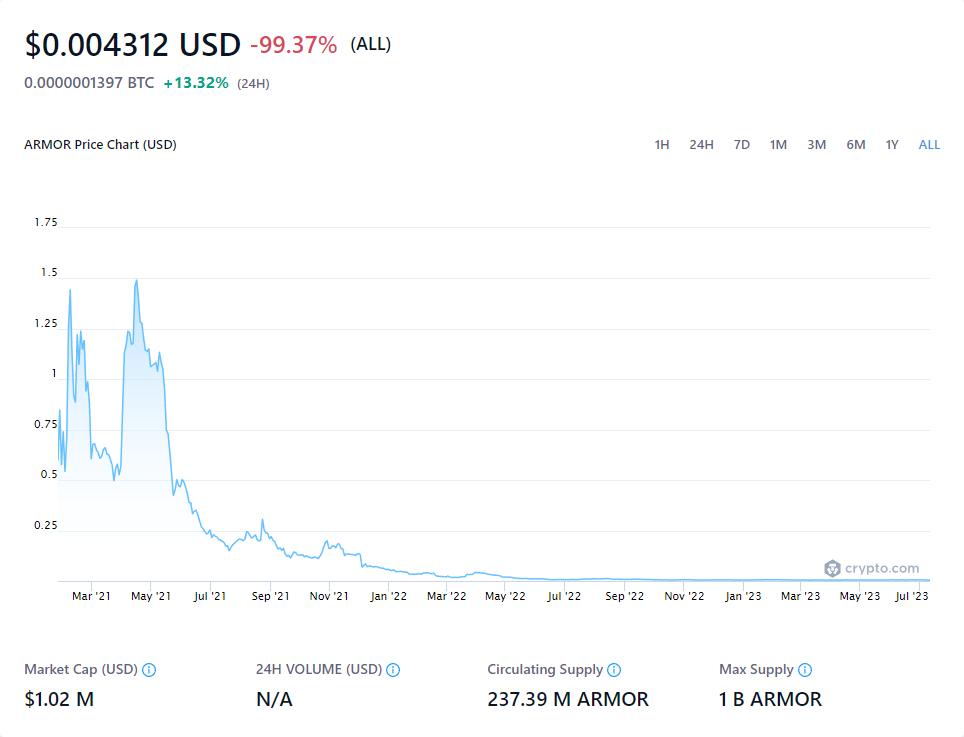 $0.004312 USD -99.37% (ALL)
0.0000001397 BTC +13.32% (24H)
ARMOR Price Chart (USD) 1H 24H 7D 1M 3M 6M 1Y ALL
1.75
1.5
1.25
1
0.75
0.5
0.25
crypto.com
Mar '21 May '21 Jul '21 Sep '21 Nov '21 Jan '22 Mar '22 May '22 Jul '22 Sep '22 Nov '22 Jan '23 Mar '23 May '23 Jul '23
Market Cap (USD) 24H VOLUME (USD) Circulating Supply Max Supply
$1.02 M N/A 237.39 M ARMOR 1 B ARMOR